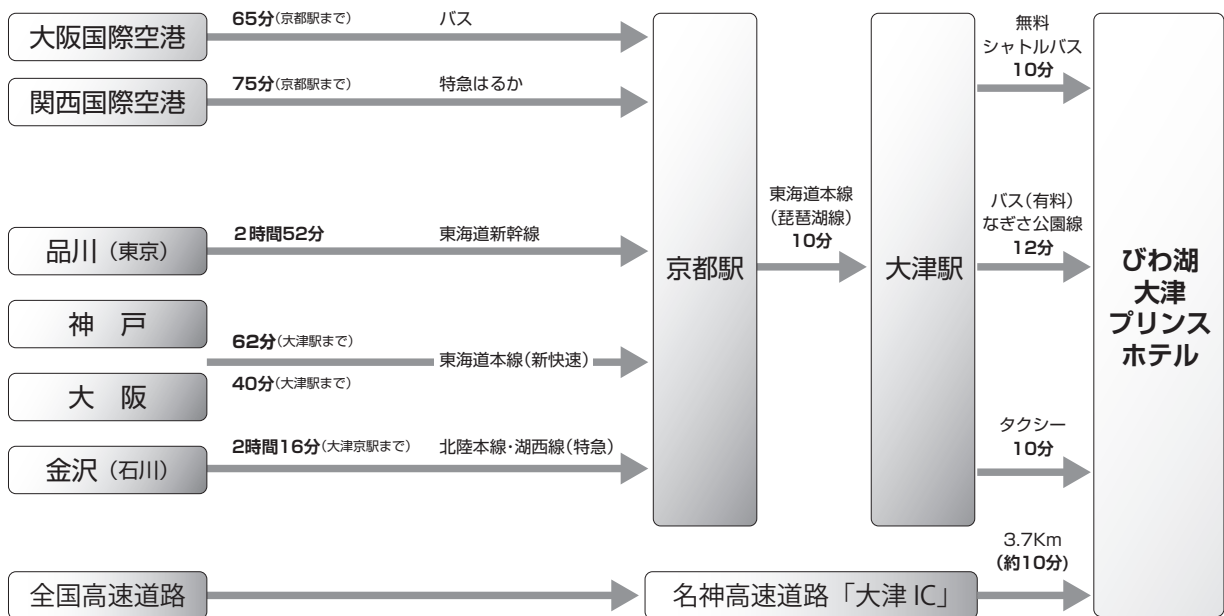 大阪国際空港
65分(京都駅まで)
バス
関西国際空港
75分(京都駅まで)
特急はるか
品川(東京)
2時間52分
東海道新幹線
神　戸
62分(大津駅まで)
東海道本線(新快速)
大　阪
40分(大津駅まで)
金沢(石川)
2時間16分(大津京駅まで)
北陸本線・湖西線(特急)
京都駅
東海道本線
(琵琶湖線)
10分
大津駅
無料
シャトルバス
10分
バス(有料)
なぎさ公園線
12分
タクシー
10分
びわ湖
大津
プリンス
ホテル
全国高速道路
名神高速道路「大津 IC」
3.7Km
(約10分)